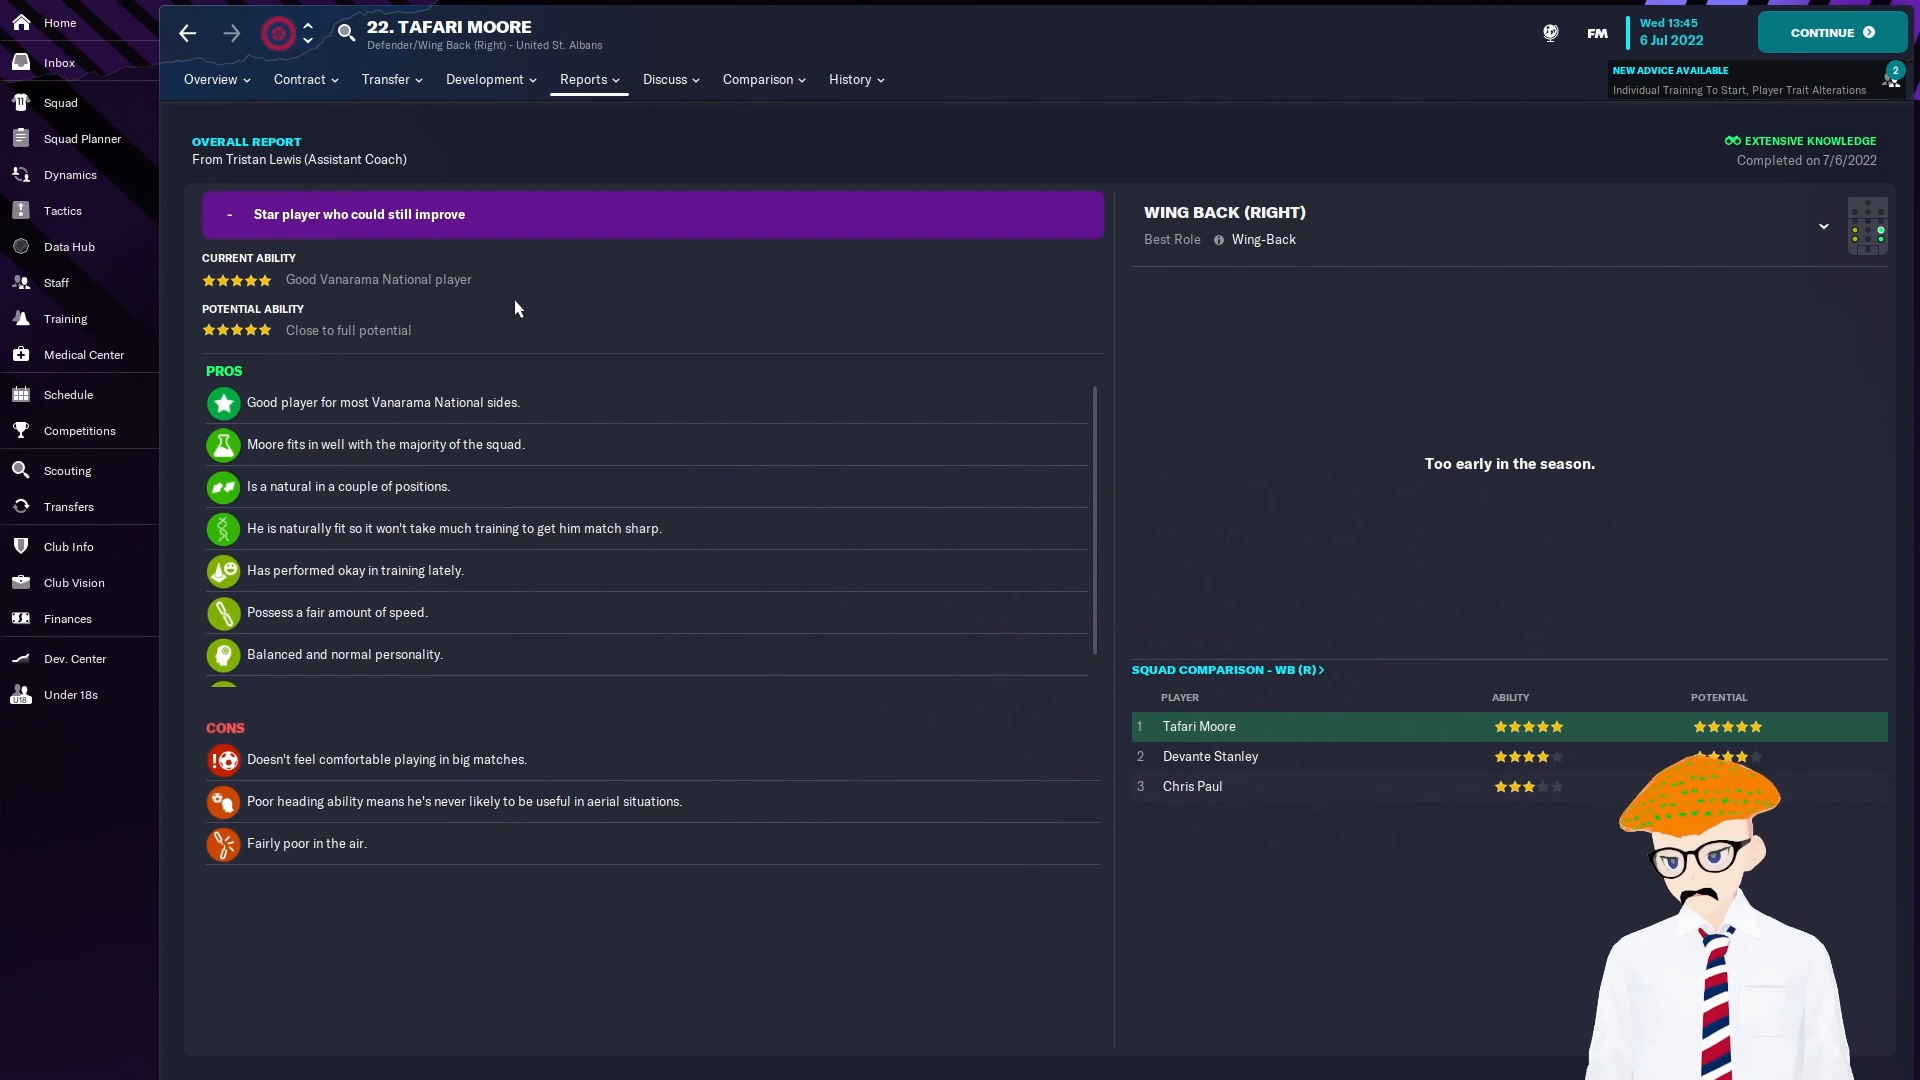 Home
Inbox
Squad
Squad Planner
Dynamics
Tactics
Data Hub
Staff
Training
Medical Center
Schedule
Competitions
Scouting
Transfers
Club Info
Club Vision
Finances
Dev. Center
U18
Under 18s
22. TAFARI MOORE
Defender/Wing Back (Right) - United St. Albans
FM
Wed 13:45
6 Jul 2022
CONTINUE
Overview
Contract
Transfer
Development
Reports
Discuss
Comparison
History
NEW ADVICE AVAILABLE
2
Individual Training To Start, Player Trait Alterations
OVERALL REPORT
From Tristan Lewis (Assistant Coach)
EXTENSIVE KNOWLEDGE
Completed on 7/6/2022
- Star player who could still improve
CURRENT ABILITY
Good Vanarama National player
POTENTIAL ABILITY
Close to full potential
PROS
Good player for most Vanarama National sides.
Moore fits in well with the majority of the squad.
Is a natural in a couple of positions.
He is naturally fit so it won't take much training to get him match sharp.
Has performed okay in training lately.
Possess a fair amount of speed.
Balanced and normal personality.
CONS
Doesn't feel comfortable playing in big matches.
Poor heading ability means he's never likely to be useful in aerial situations.
Fairly poor in the air.
WING BACK (RIGHT)
Best Role Wing-Back
Too early in the season.
SQUAD COMPARISON - WB (R)
PLAYER ABILITY POTENTIAL
1 Tafari Moore
2 Devante Stanley
3 Chris Paul